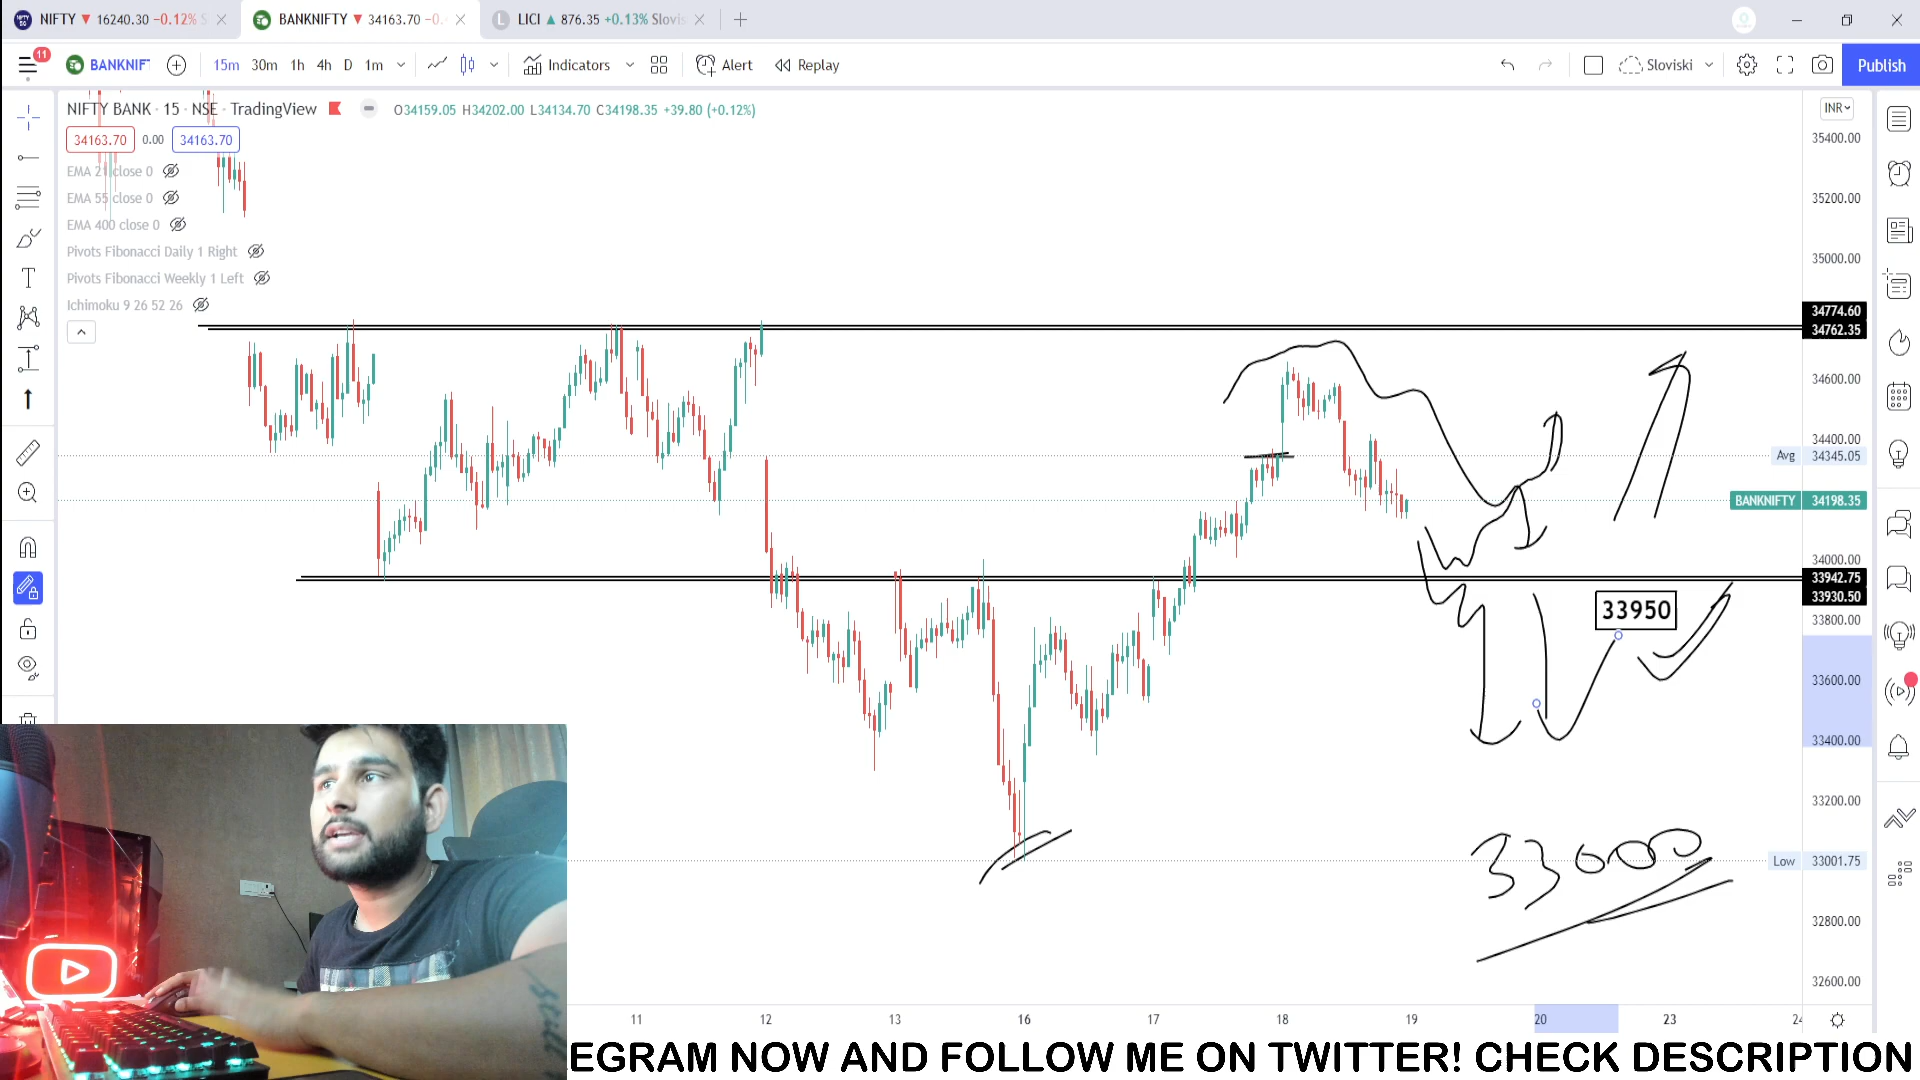 NIFTY ▼ 16240.30 −0.12%
BANKNIFTY ▼ 34163.70 −0.
LICI ▲ 876.35 +0.13% Slovis
11
BANKNIF
15m 30m 1h 4h D 1m
Indicators
Alert
Replay
Sloviski
Publish
NIFTY BANK · 15 · NSE · TradingView
O34159.05 H34202.00 L34134.70 C34198.35 +39.80 (+0.12%)
INR
34163.70 0.00 34163.70
EMA 21 close 0
EMA 55 close 0
EMA 400 close 0
Pivots Fibonacci Daily 1 Right
Pivots Fibonacci Weekly 1 Left
Ichimoku 9 26 52 26
35400.00
35200.00
35000.00
34774.60
34762.35
34600.00
34400.00
Avg 34345.05
BANKNIFTY 34198.35
34000.00
33942.75
33930.50
33950
33800.00
33600.00
33400.00
33200.00
33000
Low 33001.75
32800.00
32600.00
11 12 13 16 17 18 19 20 23 24
EGRAM NOW AND FOLLOW ME ON TWITTER! CHECK DESCRIPTION